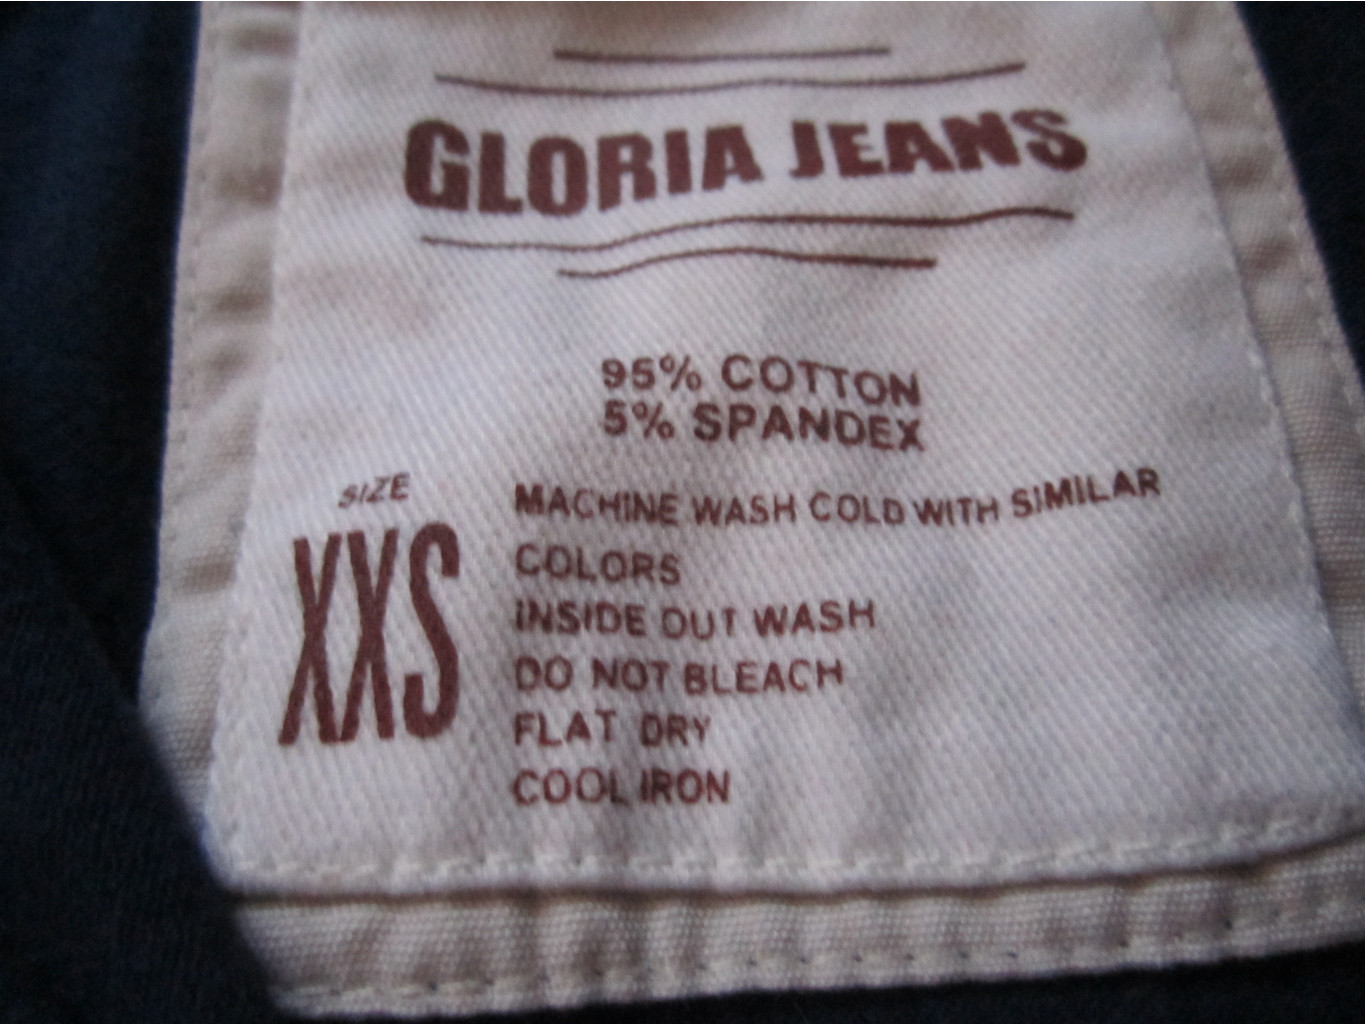 GLORIA JEANS
95% COTTON
5% SPANDEX
SIZE
XXS
MACHINE WASH COLD WITH SIMILAR
COLORS
INSIDE OUT WASH
DO NOT BLEACH
FLAT DRY
COOL IRON